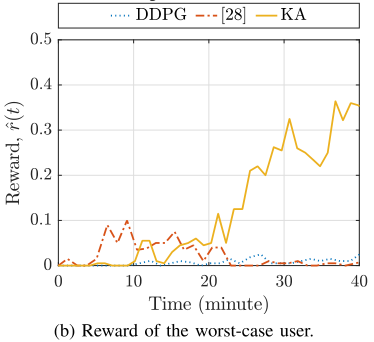 DDPG [28] KA
0.5
0.4
0.3
0.2
0.1
0
Reward, r̂(t)
0 10 20 30 40
Time (minute)
(b) Reward of the worst-case user.